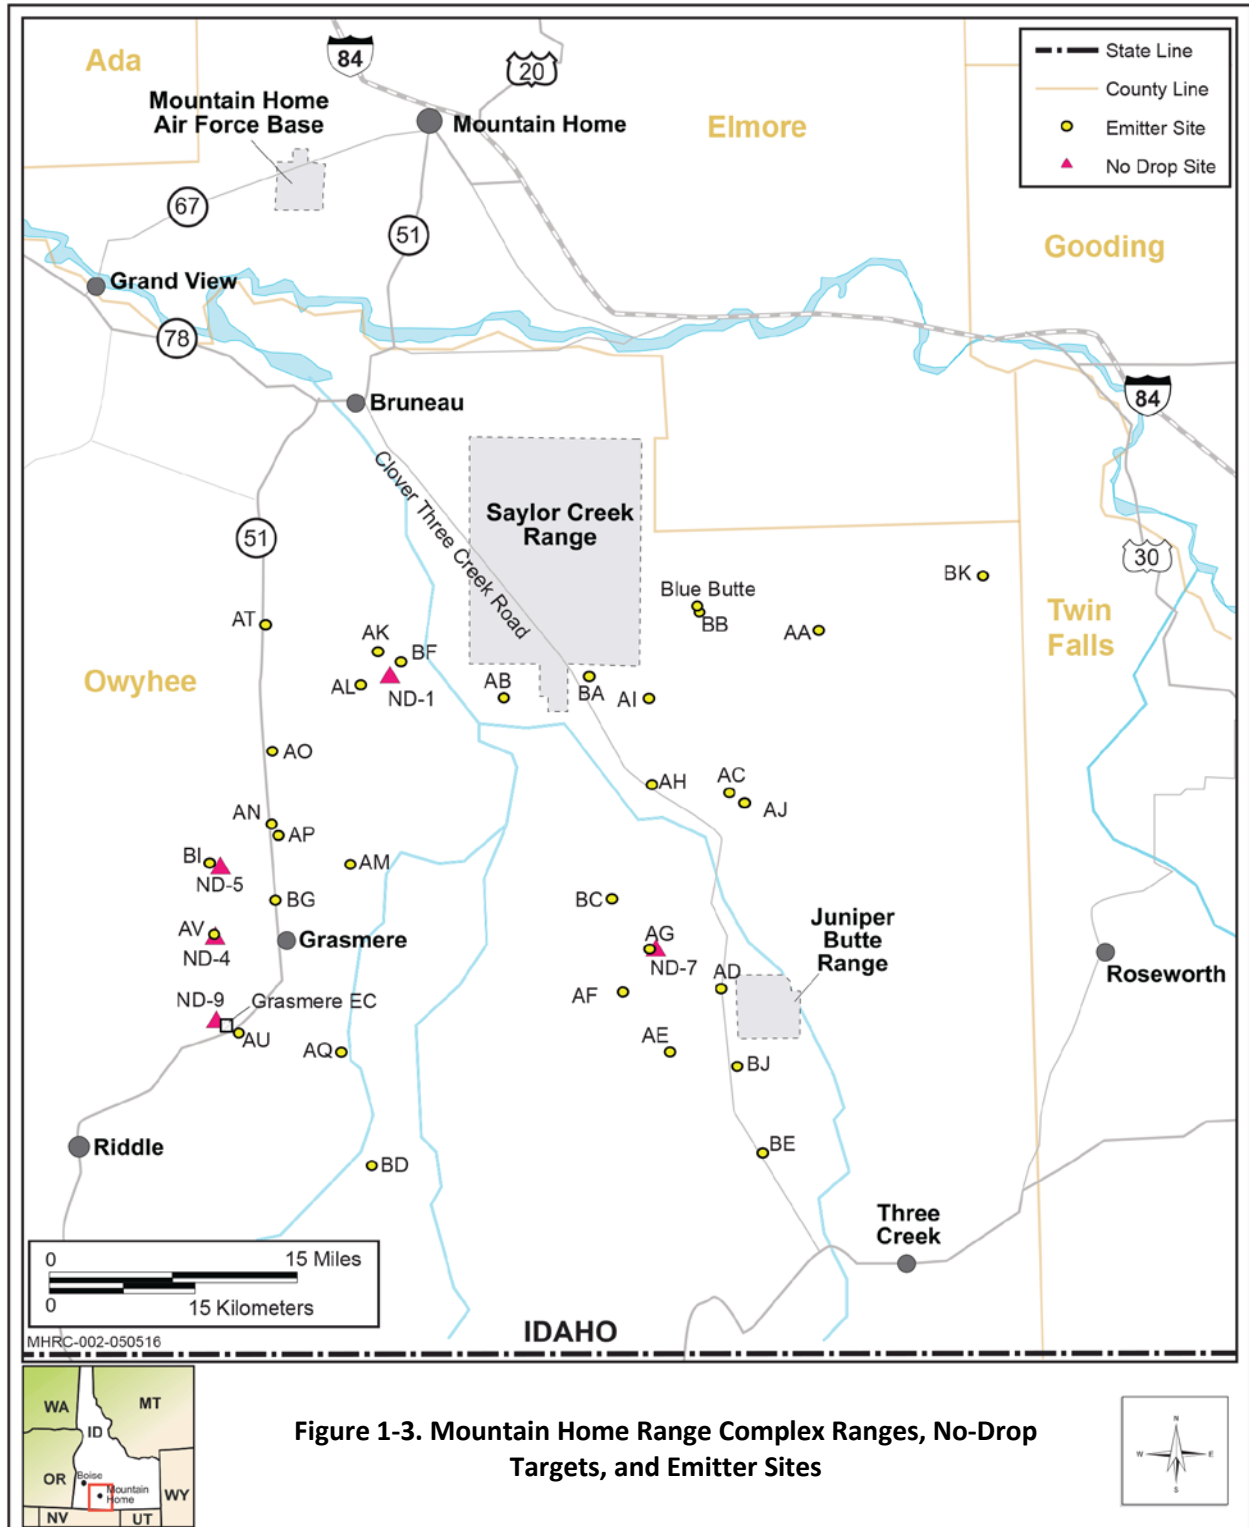 Ada
84
20
Mountain Home
Air Force Base
Mountain Home
Elmore
State Line
County Line
Emitter Site
No Drop Site
67
51
Gooding
Grand View
78
Bruneau
84
Clover Three Creek Road
Saylor Creek
Range
51
30
BK
Blue Butte
BB
AA
Twin
Falls
AT
AK
BF
Owyhee
AL
ND-1
AB
BA
AI
AO
AH
AC
AJ
AN
AP
BI
ND-5
AM
BG
BC
AV
ND-4
Grasmere
AG
ND-7
Juniper
Butte
Range
AD
Roseworth
AF
ND-9
Grasmere EC
AU
AQ
AE
BJ
Riddle
BD
BE
Three
Creek
0
15 Miles
0
15 Kilometers
IDAHO
MHRC-002-050516
WA
MT
ID
OR
Boise
Mountain
Home
WY
NV
UT
Figure 1-3. Mountain Home Range Complex Ranges, No-Drop
Targets, and Emitter Sites
N
W
E
S